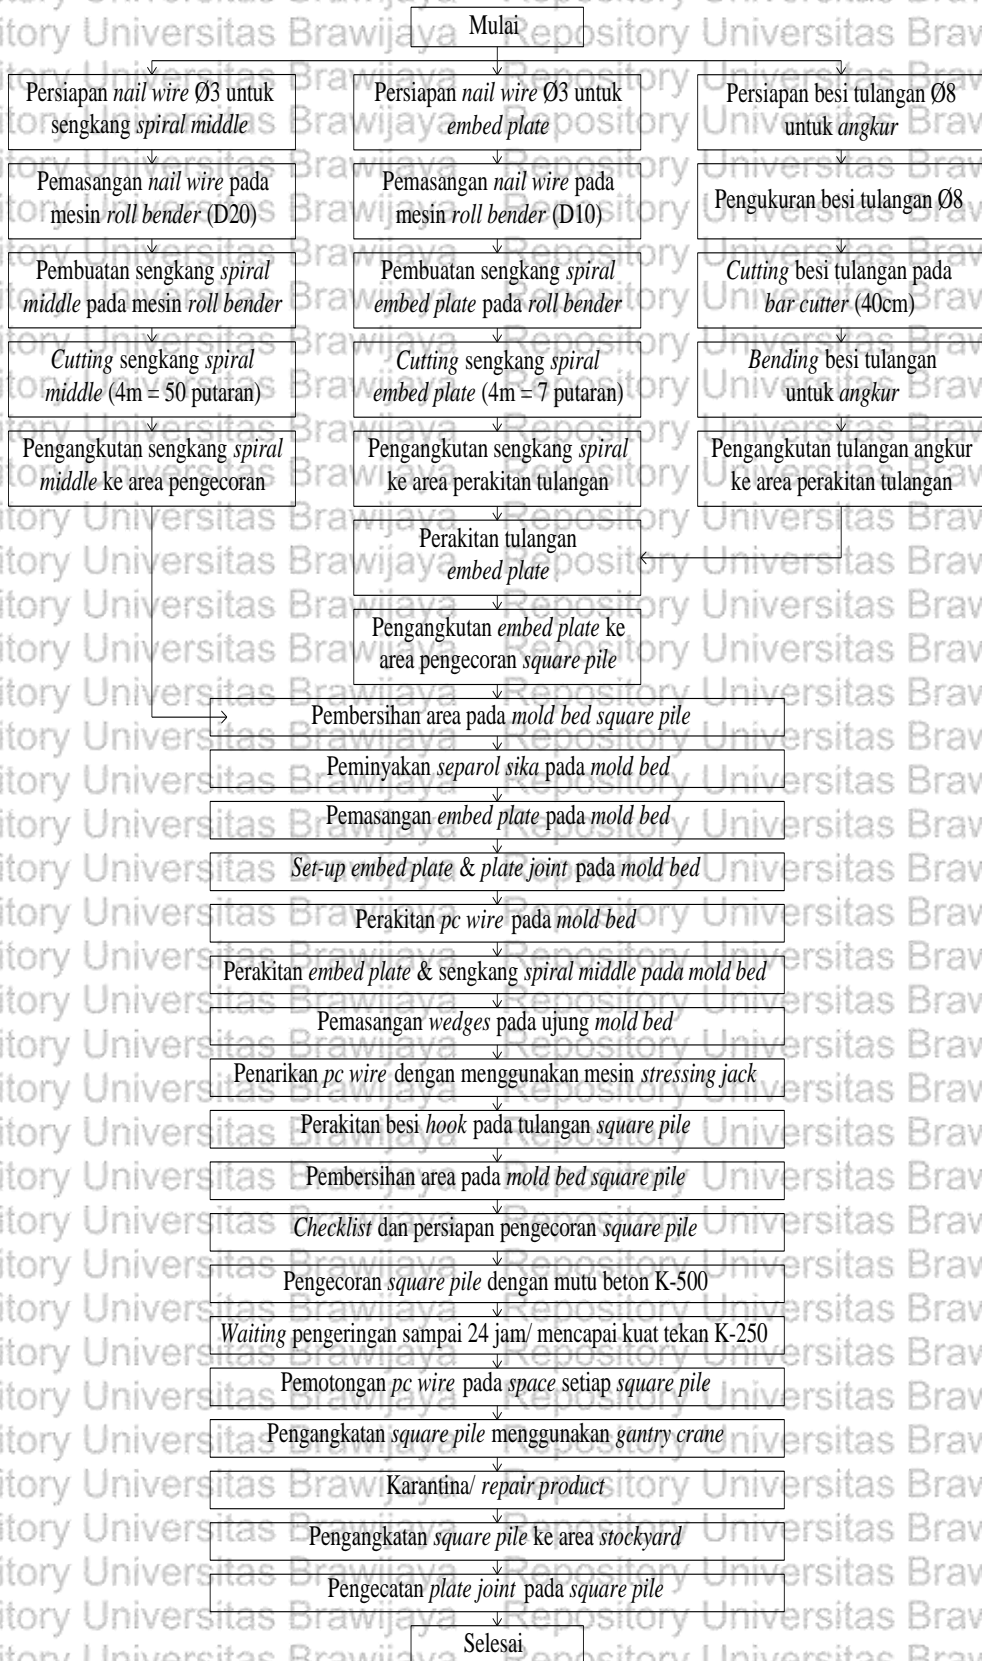 Mulai
Persiapan nail wire Ø3 untuk
sengkang spiral middle
Persiapan nail wire Ø3 untuk
embed plate
Persiapan besi tulangan Ø8
untuk angkur
Pemasangan nail wire pada
mesin roll bender (D20)
Pemasangan nail wire pada
mesin roll bender (D10)
Pengukuran besi tulangan Ø8
Pembuatan sengkang spiral
middle pada mesin roll bender
Pembuatan sengkang spiral
embed plate pada roll bender
Cutting besi tulangan pada
bar cutter (40cm)
Cutting sengkang spiral
middle (4m = 50 putaran)
Cutting sengkang spiral
embed plate (4m = 7 putaran)
Bending besi tulangan
untuk angkur
Pengangkutan sengkang spiral
middle ke area pengecoran
Pengangkutan sengkang spiral
ke area perakitan tulangan
Pengangkutan tulangan angkur
ke area perakitan tulangan
Perakitan tulangan
embed plate
Pengangkutan embed plate ke
area pengecoran square pile
Pembersihan area pada mold bed square pile
Peminyakan separol sika pada mold bed
Pemasangan embed plate pada mold bed
Set-up embed plate & plate joint pada mold bed
Perakitan pc wire pada mold bed
Perakitan embed plate & sengkang spiral middle pada mold bed
Pemasangan wedges pada ujung mold bed
Penarikan pc wire dengan menggunakan mesin stressing jack
Perakitan besi hook pada tulangan square pile
Pembersihan area pada mold bed square pile
Checklist dan persiapan pengecoran square pile
Pengecoran square pile dengan mutu beton K-500
Waiting pengeringan sampai 24 jam/ mencapai kuat tekan K-250
Pemotongan pc wire pada space setiap square pile
Pengangkatan square pile menggunakan gantry crane
Karantina/ repair product
Pengangkatan square pile ke area stockyard
Pengecatan plate joint pada square pile
Selesai